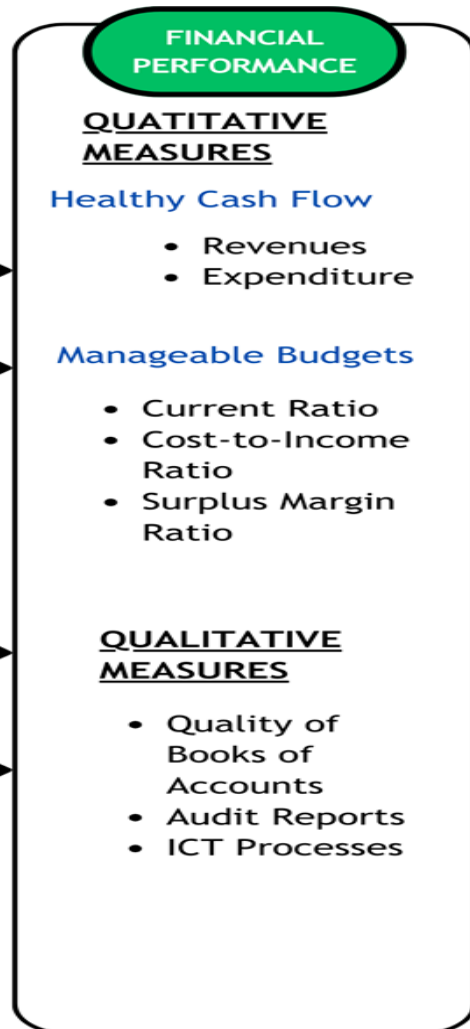 FINANCIAL
PERFORMANCE
QUATITATIVE
MEASURES
Healthy Cash Flow
• Revenues
• Expenditure
Manageable Budgets
• Current Ratio
• Cost-to-Income
Ratio
• Surplus Margin
Ratio
QUALITATIVE
MEASURES
• Quality of
Books of
Accounts
• Audit Reports
• ICT Processes